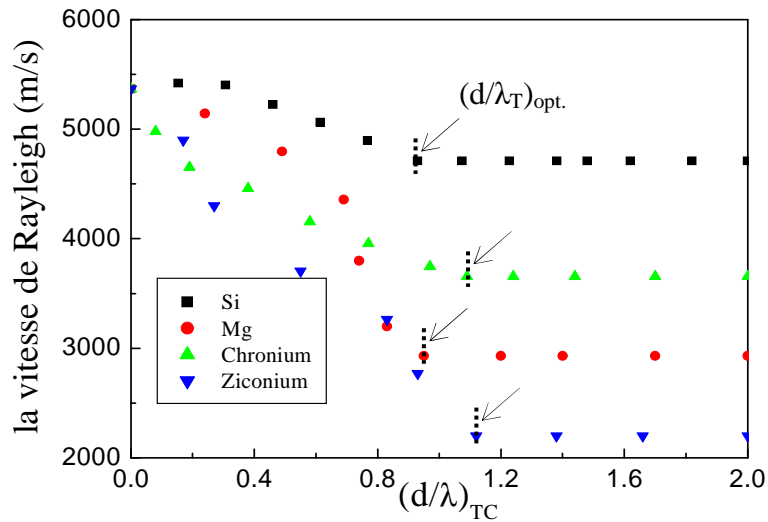 6000
5000
4000
3000
2000
la vitesse de Rayleigh (m/s)
(d/λT)opt.
Si
Mg
Chronium
Ziconium
0.0 0.4 0.8 1.2 1.6 2.0
(d/λ)TC